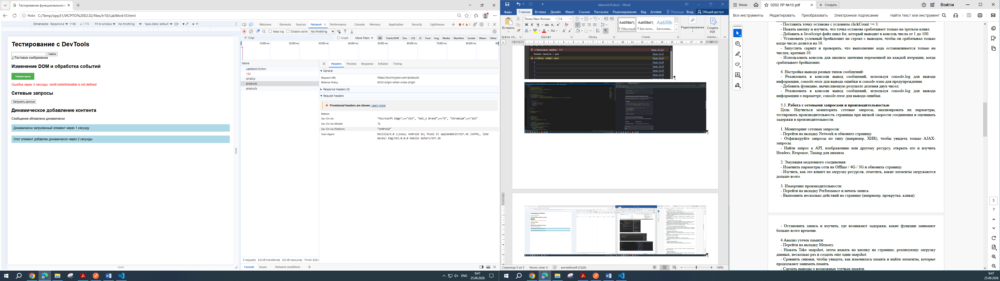 Тестирование функциональност
Файл C:/Temp/ispp31/ИСРПО%2002.02/files/lr10/LabWork10.html
Dimensions: Responsive 1158 × 1170 Fit to window No throttling 'Save-Data': default
Тестирование с DevTools
Найти
Тестовое изображение
Изменение DOM и обработка событий
Нажми меня
Ошибка через 3 секунды: nonExistentVariable is not defined
Сетевые запросы
Загрузить данные
Динамическое добавление контента
Сообщение обновлено динамически
Динамически загруженный элемент через 1 секунду
Этот элемент добавлен динамически через 2 секунды
Welcome Elements Sources Network Performance Console Memory Application Security Lighthouse 4 1
Keep log Disable cache No throttling
Filter Invert More filters All Fetch/XHR Doc CSS JS Font Img Media Manifest Socket Wasm Other
10,000 ms 20,000 ms 30,000 ms 40,000 ms 50,000 ms 60,000 ms 70,000 ms 80,000 ms 90
Name
LabWork10.html
150
script.js
products
products
Headers Preview Response Initiator Timing
General
Request URL https://dummyjson.com/products
Referrer Policy strict-origin-when-cross-origin
Response headers (0)
Request headers
Provisional headers are shown. Learn more
Referer
Sec-Ch-Ua "Microsoft Edge";v="153", "Not_A Brand";v="8", "Chromium";v="153"
Sec-Ch-Ua-Mobile ?1
Sec-Ch-Ua-Platform "Android"
User-Agent Mozilla/5.0 (Linux; Android 15; Pixel 9) AppleWebKit/537.36 (KHTML, like
Gecko) Edg/153.0.0.0 Mobile Safari/537.36
5 requests 6.6 kB transferred 6.6 kB resources Finish: 626
Console Issues Network conditions
ENG 9:47 25.09.2026
labwork10.docx - Word
Файл Главная Вставка Дизайн Макет Ссылки Рассылки Рецензирование Вид Acrobat Помощн Вход Общий доступ
Вставить
Times New Roman 14
Ж К Ч abc x₂ x²
АаБбВвГг, АаБбВвГг, АаБбВв
¶ Обычный ¶ Без инте... Заголово...
Редактирование
Создать PDF
Буфер об... Шрифт Абзац Стили Adobe...
Произошла ошибка: ??? java.js:11
Кнопка тронута 1 раз java.js:5
Сейчас пойдёт цикл java.js:6
0 java.js:8
1 java.js:8
2 java.js:8
3 java.js:8
Страница 5 из 5 Число слов: 4 английский (США) 100%
Меню 0202 ЛР №10.pdf Создать Войти
Все инструменты Редактировать Преобразовать Электронное подписание Найти текст или инструмент
- Поставить точку останова с условием clickCount >= 3.
- Нажать кнопку и изучить, что точка останова срабатывает только на третьем клике.
- Добавить в JavaScript-файл цикл for, который выводит в консоль числа от 1 до 100.
- Установить условный брейкпоинт на строке с выводом, чтобы он срабатывал только
когда число делится на 10.
- Запустить скрипт и проверить, что выполнение кода останавливается только на
числах, кратных 10.
- Использовать консоль для анализа значения переменной на каждой итерации, когда
срабатывает брейкпоинт.
4. Настройка вывода разных типов сообщений:
- Реализовать в консоли вывод сообщений, используя console.log для вывода
информации, console.error для вывода ошибки и console.warn для предупреждения.
- Добавить функцию, вычисляющую результат деления двух чисел.
- Реализовать в консоли вывод сообщений, используя console.log для вывода
информации о параметре, console.error для вывода ошибки.
5.3. Работа с сетевыми запросами и производительностью
Цель: Научиться мониторить сетевые запросы, анализировать их параметры,
тестировать производительность страницы при низкой скорости соединения и оценивать
задержки в производительности.
1. Мониторинг сетевых запросов:
- Перейти на вкладку Network и обновите страницу.
- Отфильтруйте запросы по типу (например, XHR), чтобы увидеть только AJAX-
запросы.
- Найти запрос к API, изображению или другому ресурсу, открыть его и изучить
Headers, Response, Timing для анализа.
2. Эмуляция медленного соединения:
- Изменить параметры сети на Offline / 4G / 3G и обновить страницу.
- Изучить, как это влияет на загрузку ресурсов, отметить, какие элементы загружаются
дольше всего.
3. Измерение производительности:
- Перейти на вкладку Performance и начать запись.
- Выполнить несколько действий на странице (например, прокрутка, клики).
- Остановить запись и изучить, где возникают задержки, какие функции занимают
больше всего времени.
4 Анализ утечек памяти:
- Перейти на вкладку Memory.
- Нажать Take snapshot, затем нажать на кнопку на странице, реализующу загрузку
данных, несколько раз и создать еще один snapshot.
- Сравнить снимки, чтобы увидеть, как изменилась память и найти элементы, которые
продолжают занимать память.
- Сделать выводы о возможных утечках памяти.
3
7
9:47
25.09.2026